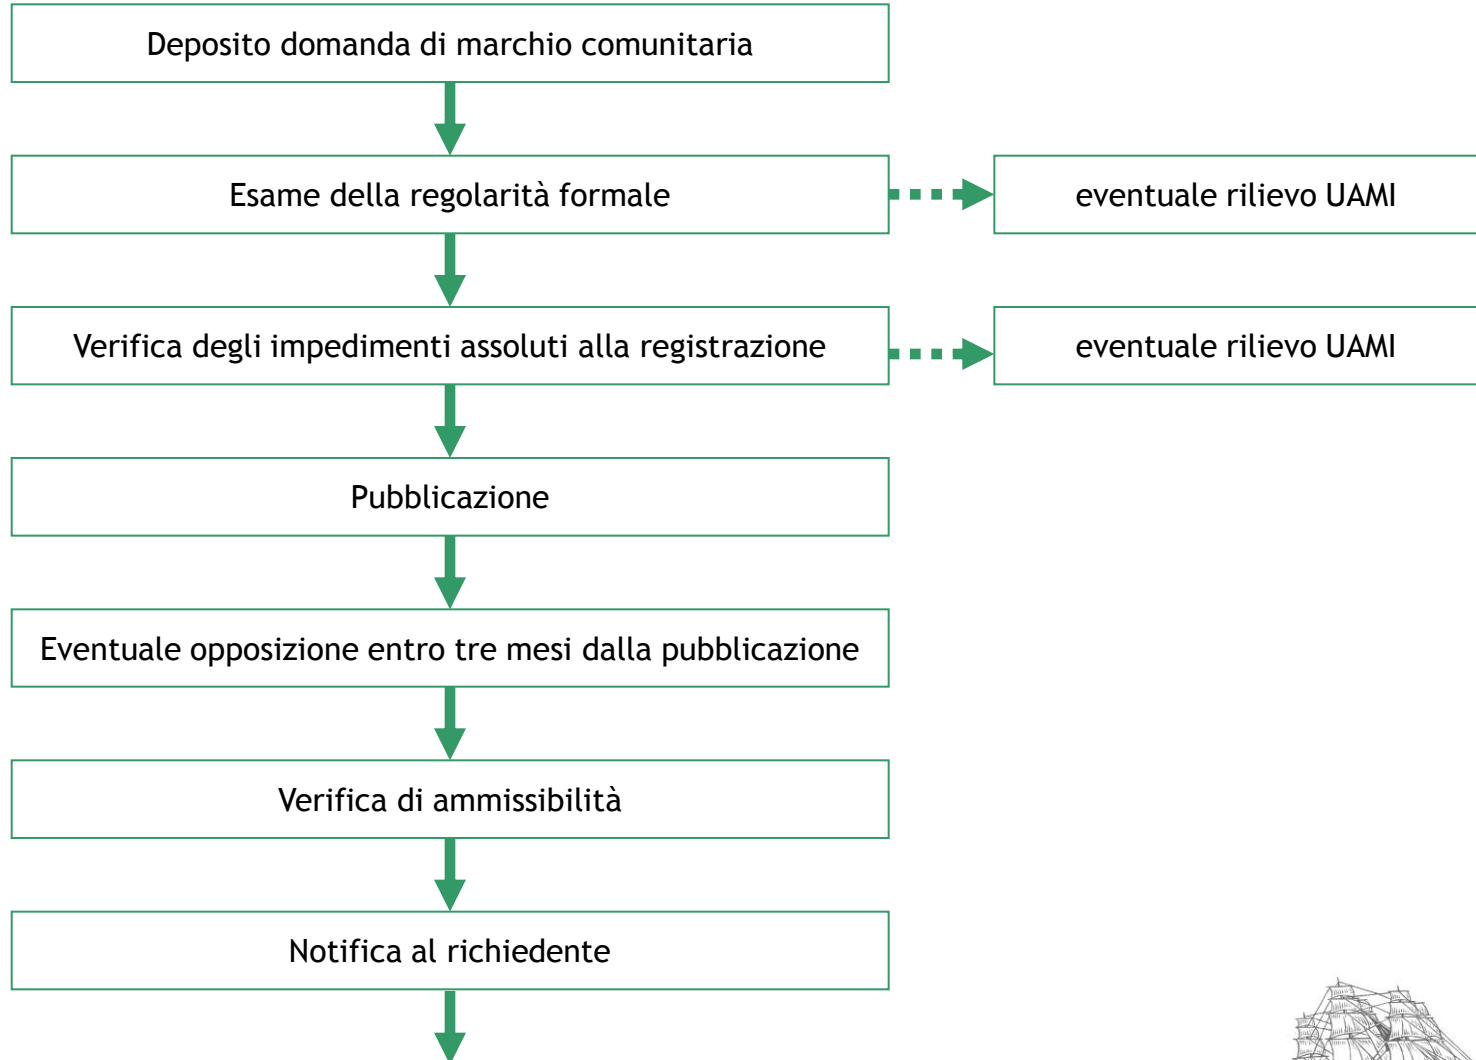 Deposito domanda di marchio comunitaria
Esame della regolarità formale
eventuale rilievo UAMI
Verifica degli impedimenti assoluti alla registrazione
eventuale rilievo UAMI
Pubblicazione
Eventuale opposizione entro tre mesi dalla pubblicazione
Verifica di ammissibilità
Notifica al richiedente